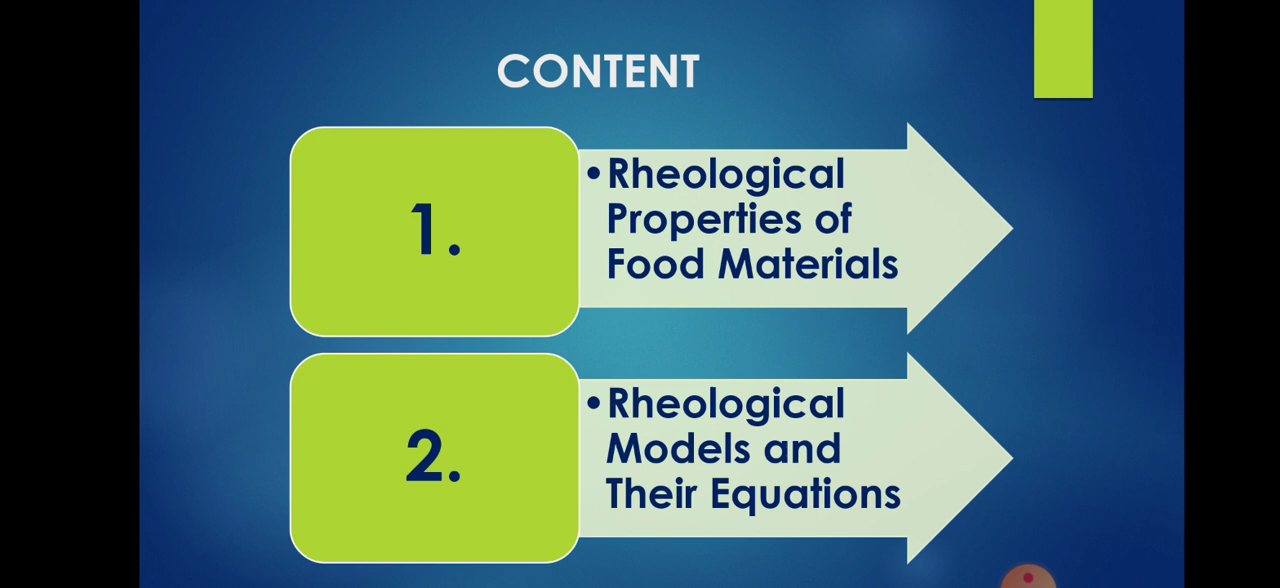 CONTENT
1.
•Rheological
Properties of
Food Materials
2.
•Rheological
Models and
Their Equations